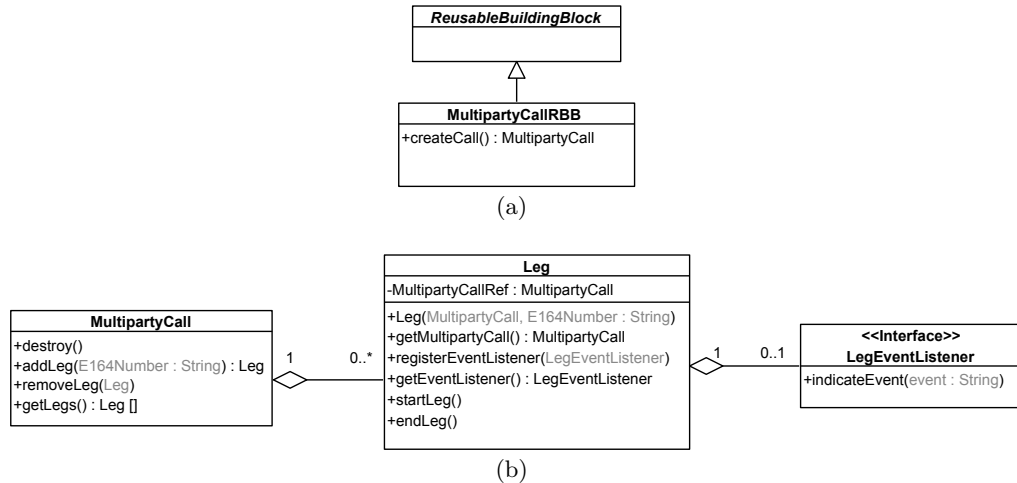 ReusableBuildingBlock
MultipartyCallRBB
+createCall() : MultipartyCall
(a)
MultipartyCall
+destroy()
+addLeg(E164Number : String) : Leg
+removeLeg(Leg)
+getLegs() : Leg []
1
0..*
Leg
-MultipartyCallRef : MultipartyCall
+Leg(MultipartyCall, E164Number : String)
+getMultipartyCall() : MultipartyCall
+registerEventListener(LegEventListener)
+getEventListener() : LegEventListener
+startLeg()
+endLeg()
1
0..1
<<Interface>>
LegEventListener
+indicateEvent(event : String)
(b)